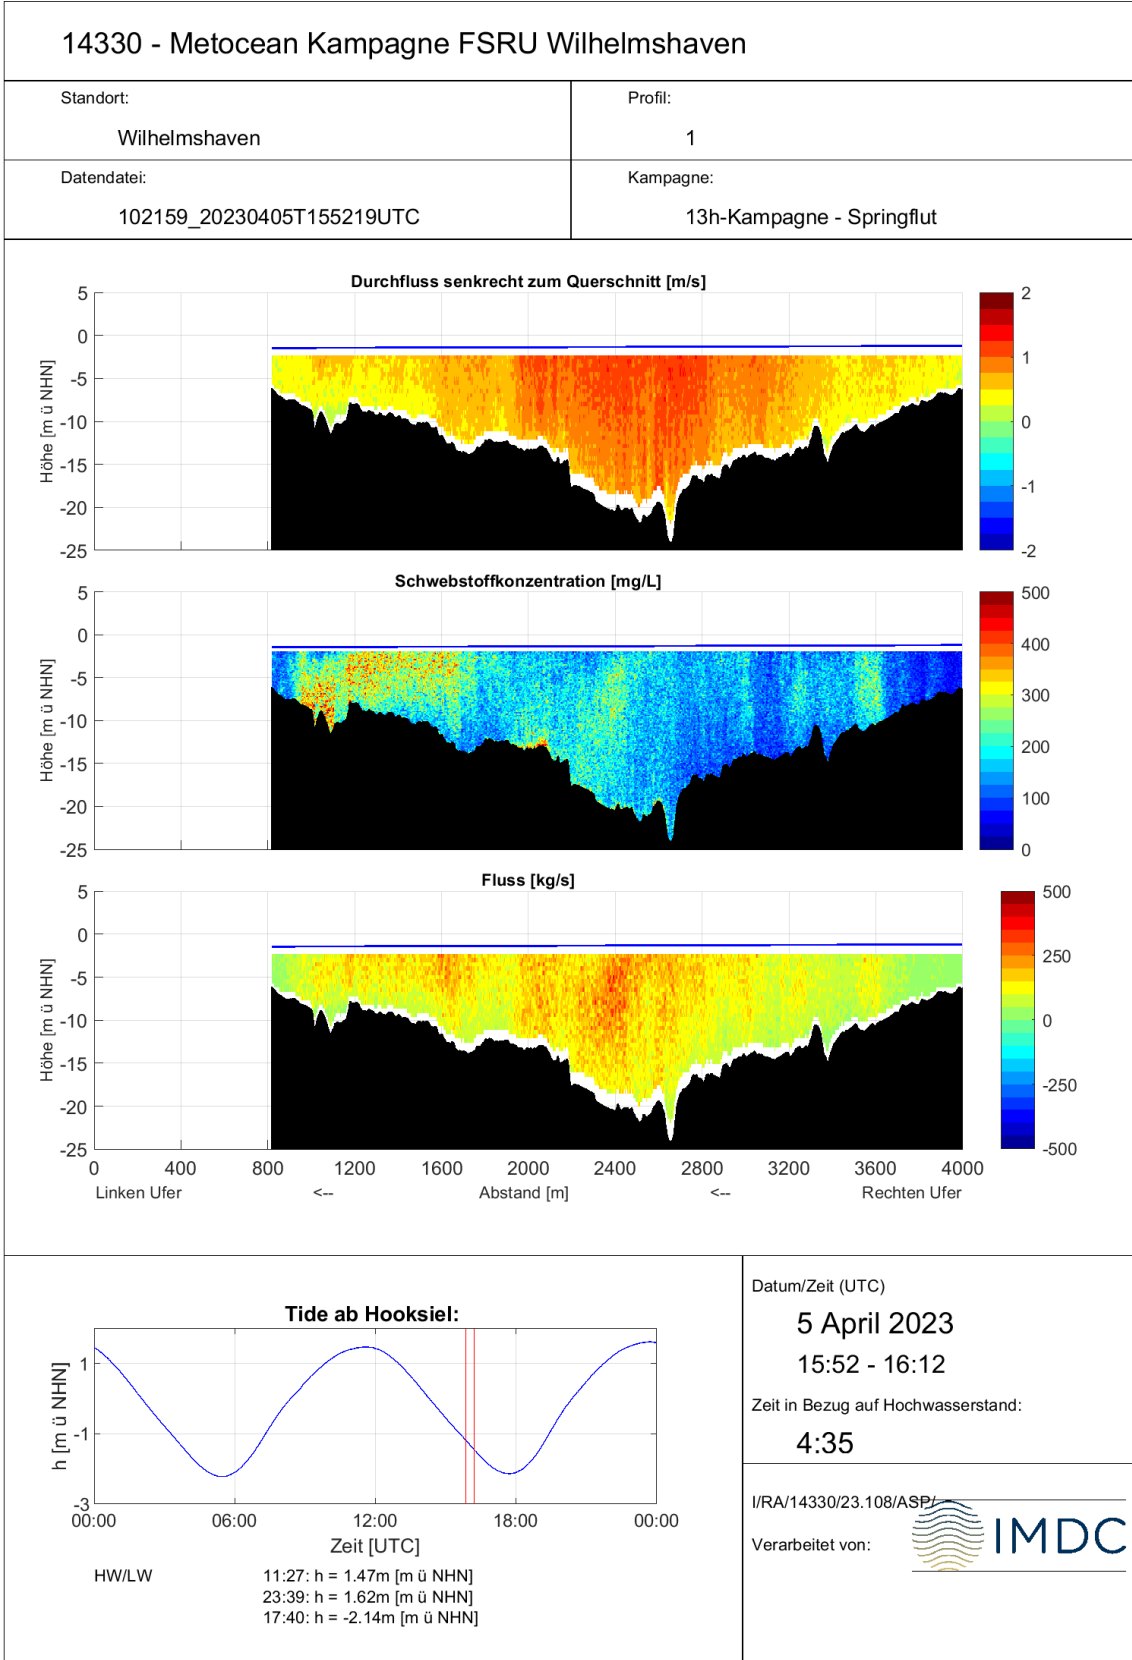 14330 - Metocean Kampagne FSRU Wilhelmshaven
Standort:
Wilhelmshaven
Profil:
1
Datendatei:
102159_20230405T155219UTC
Kampagne:
13h-Kampagne - Springflut
Durchfluss senkrecht zum Querschnitt [m/s]
5
0
-5
-10
-15
-20
-25
Höhe [m ü NHN]
2
1
0
-1
-2
Schwebstoffkonzentration [mg/L]
5
0
-5
-10
-15
-20
-25
Höhe [m ü NHN]
500
400
300
200
100
0
Fluss [kg/s]
5
0
-5
-10
-15
-20
-25
Höhe [m ü NHN]
500
250
0
-250
-500
0 400 800 1200 1600 2000 2400 2800 3200 3600 4000
Linken Ufer <-- Abstand [m] <-- Rechten Ufer
Tide ab Hooksiel:
1
-1
-3
h [m ü NHN]
00:00 06:00 12:00 18:00 00:00
Zeit [UTC]
HW/LW
11:27: h = 1.47m [m ü NHN]
23:39: h = 1.62m [m ü NHN]
17:40: h = -2.14m [m ü NHN]
Datum/Zeit (UTC)
5 April 2023
15:52 - 16:12
Zeit in Bezug auf Hochwasserstand:
4:35
I/RA/14330/23.108/ASP/
Verarbeitet von:
IMDC